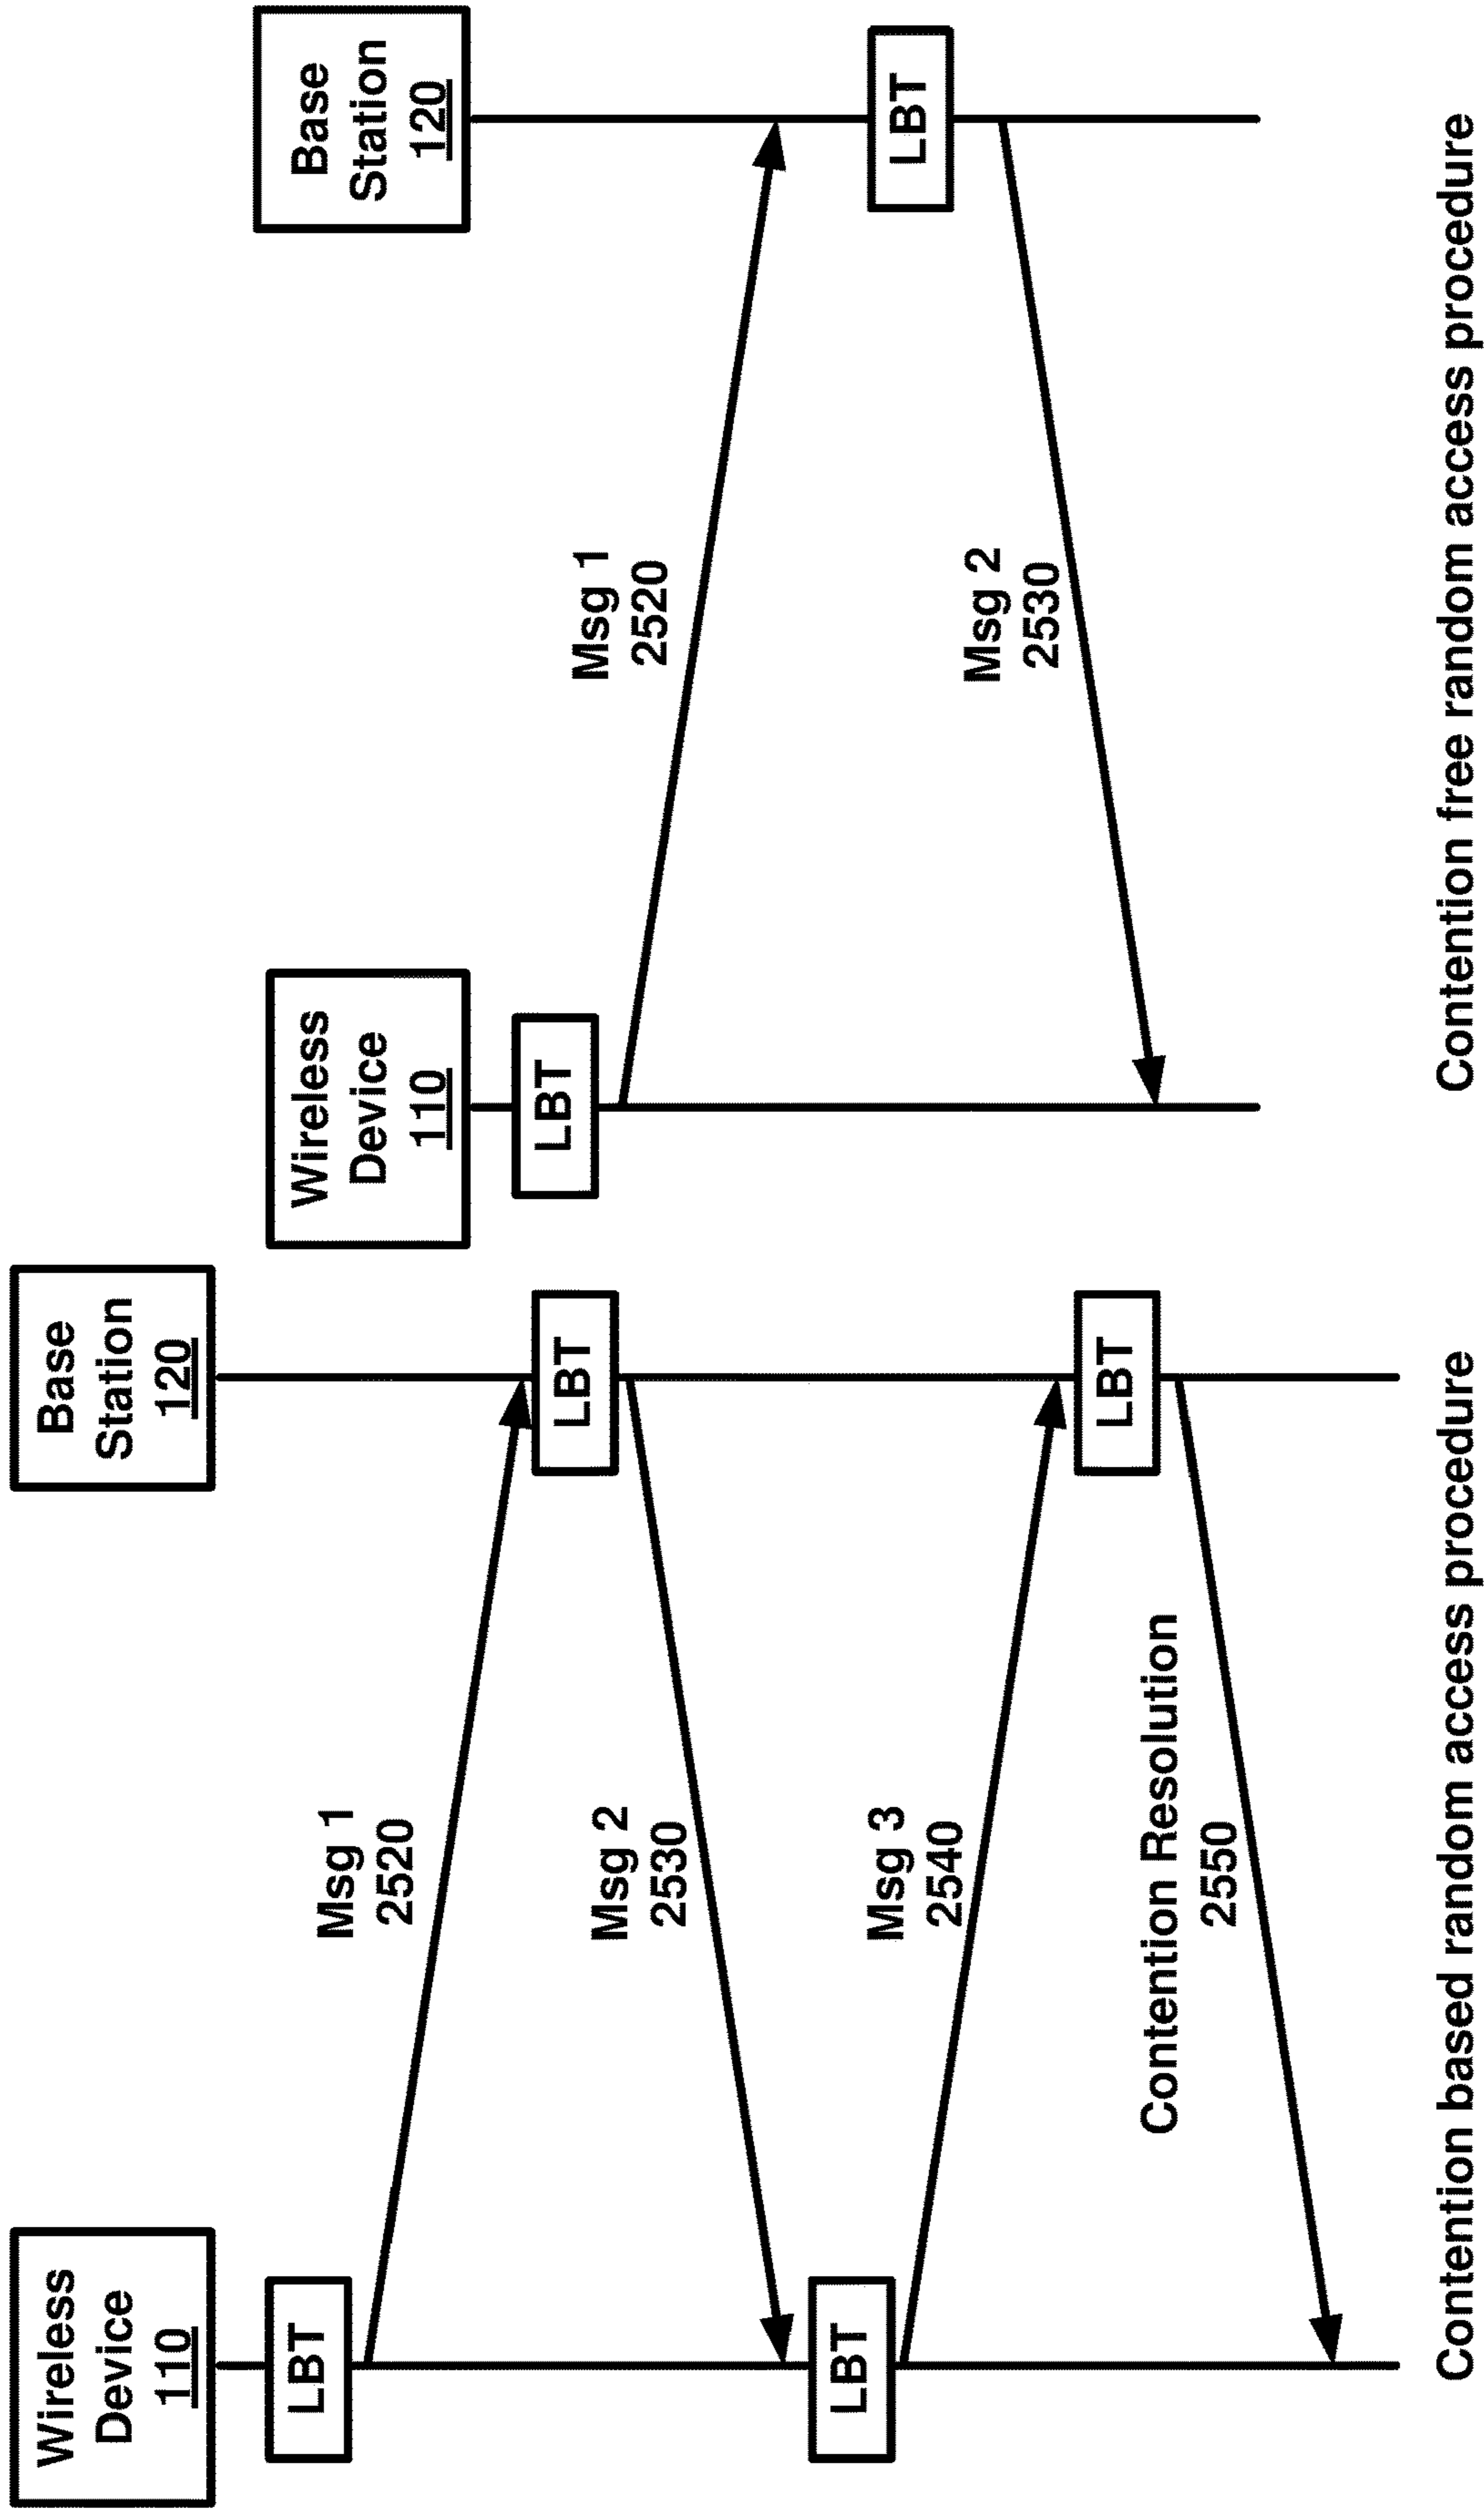 Wireless
Device
110
Base
Station
120
LBT
Msg 1
2520
LBT
Msg 2
2530
LBT
Msg 3
2540
LBT
Contention Resolution
2550
Contention based random access procedure
Wireless
Device
110
Base
Station
120
LBT
Msg 1
2520
LBT
Msg 2
2530
Contention free random access procedure